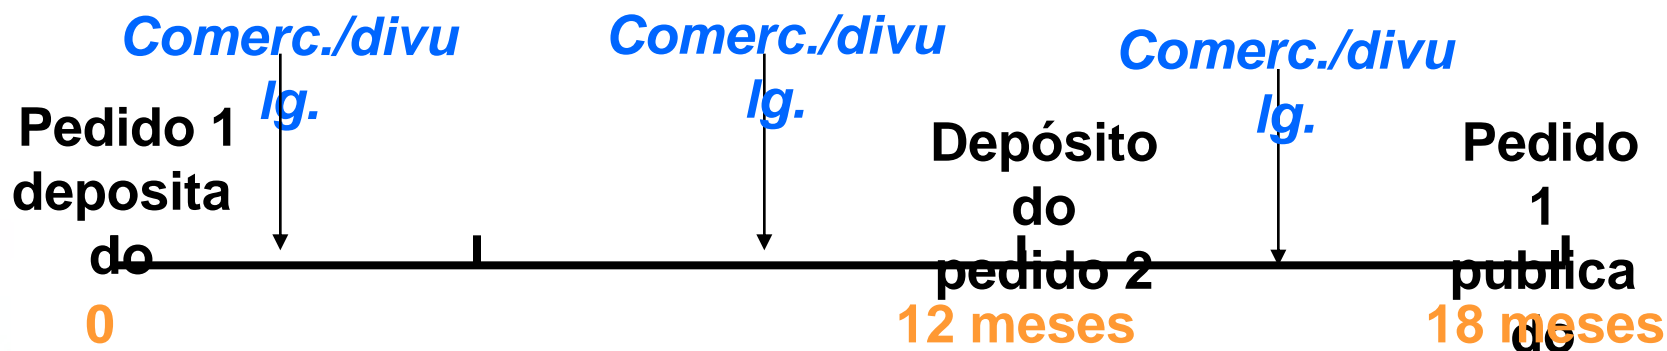 Comerc./divu
lg.
Comerc./divu
lg.
Comerc./divu
lg.
Pedido 1
deposita
do
Depósito
do
pedido 2
Pedido
1
publica
do
0
12 meses
18 meses